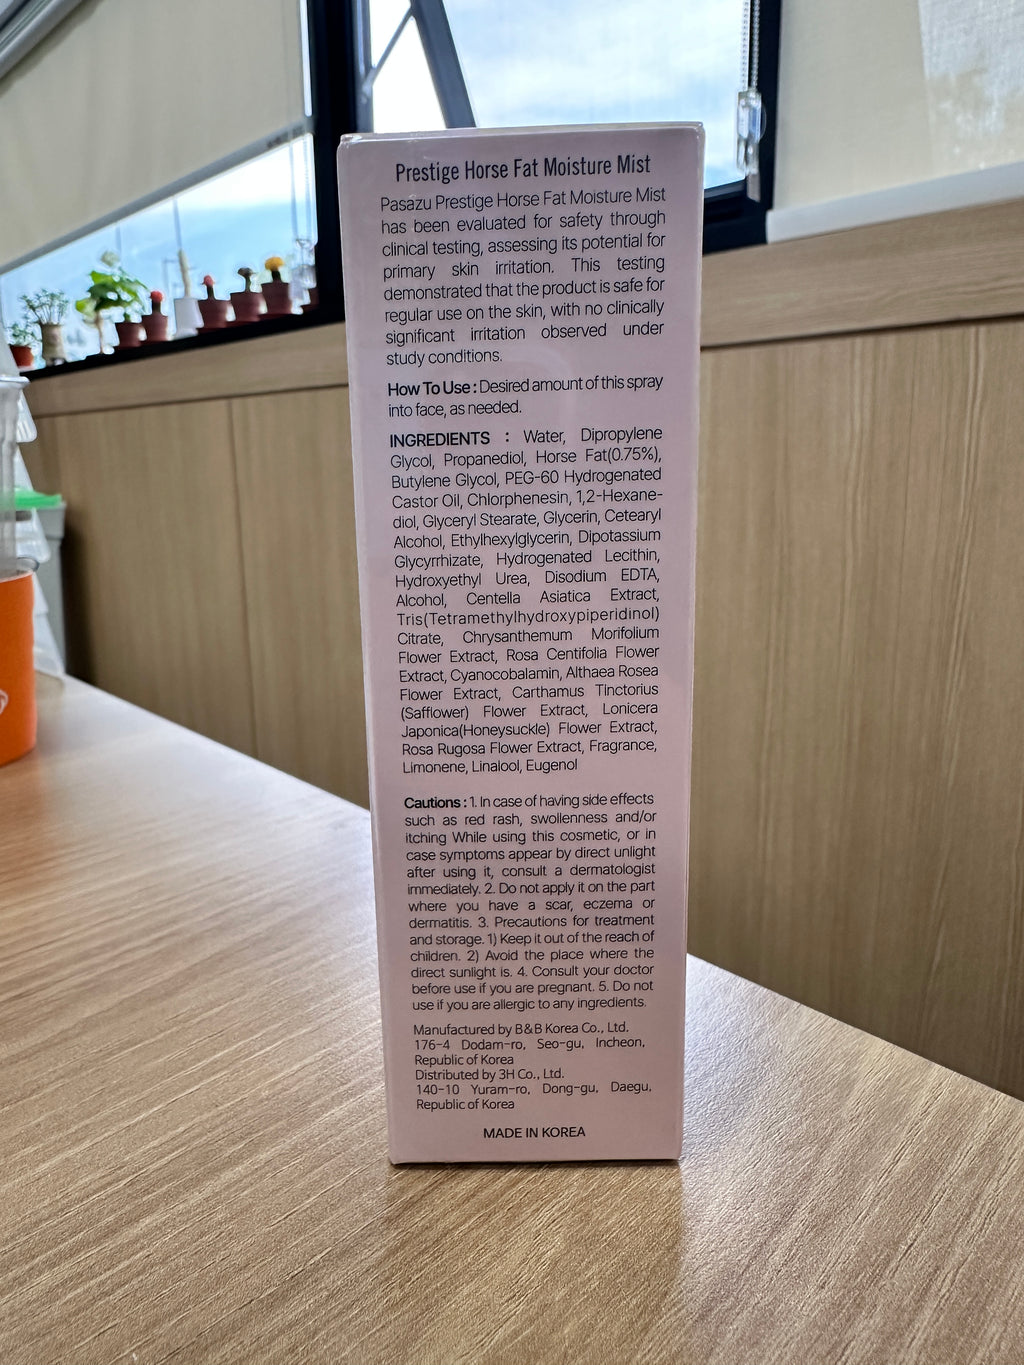 Prestige Horse Fat Moisture Mist
Pasazu Prestige Horse Fat Moisture Mist
has been evaluated for safety through
clinical testing, assessing its potential for
primary skin irritation. This testing
demonstrated that the product is safe for
regular use on the skin, with no clinically
significant irritation observed under
study conditions.
How To Use : Desired amount of this spray
into face, as needed.
INGREDIENTS : Water, Dipropylene
Glycol, Propanediol, Horse Fat(0.75%),
Butylene Glycol, PEG-60 Hydrogenated
Castor Oil, Chlorphenesin, 1,2-Hexane-
diol, Glyceryl Stearate, Glycerin, Cetearyl
Alcohol, Ethylhexylglycerin, Dipotassium
Glycyrrhizate, Hydrogenated Lecithin,
Hydroxyethyl Urea, Disodium EDTA,
Alcohol, Centella Asiatica Extract,
Tris(Tetramethylhydroxypiperidinol)
Citrate, Chrysanthemum Morifolium
Flower Extract, Rosa Centifolia Flower
Extract, Cyanocobalamin, Althaea Rosea
Flower Extract, Carthamus Tinctorius
(Safflower) Flower Extract, Lonicera
Japonica(Honeysuckle) Flower Extract,
Rosa Rugosa Flower Extract, Fragrance,
Limonene, Linalool, Eugenol
Cautions : 1. In case of having side effects
such as red rash, swollenness and/or
itching While using this cosmetic, or in
case symptoms appear by direct unlight
after using it, consult a dermatologist
immediately. 2. Do not apply it on the part
where you have a scar, eczema or
dermatitis. 3. Precautions for treatment
and storage. 1) Keep it out of the reach of
children. 2) Avoid the place where the
direct sunlight is. 4. Consult your doctor
before use if you are pregnant. 5. Do not
use if you are allergic to any ingredients.
Manufactured by B&B Korea Co., Ltd.
176-4 Dodam-ro, Seo-gu, Incheon,
Republic of Korea
Distributed by 3H Co., Ltd.
140-10 Yuram-ro, Dong-gu, Daegu,
Republic of Korea
MADE IN KOREA